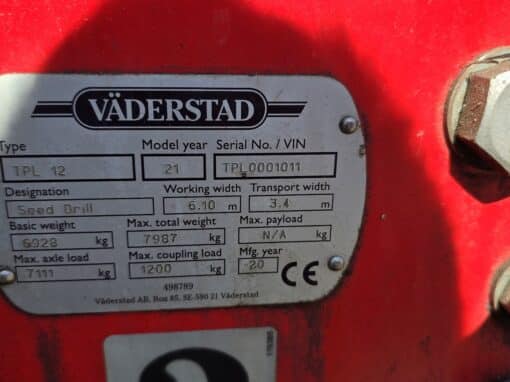 VÄDERSTAD
Type Model year Serial No. / VIN
TPL 12 21 TPL0001011
Designation Working width Transport width
Seed Drill 6.10 m 3.4 m
Basic weight Max. total weight Max. payload
6928 kg 7987 kg N/A kg
Max. axle load Max. coupling load Mfg. year
7111 kg 1200 kg 20 CE
498789
Väderstad AB, Box 85, SE-590 21 Väderstad